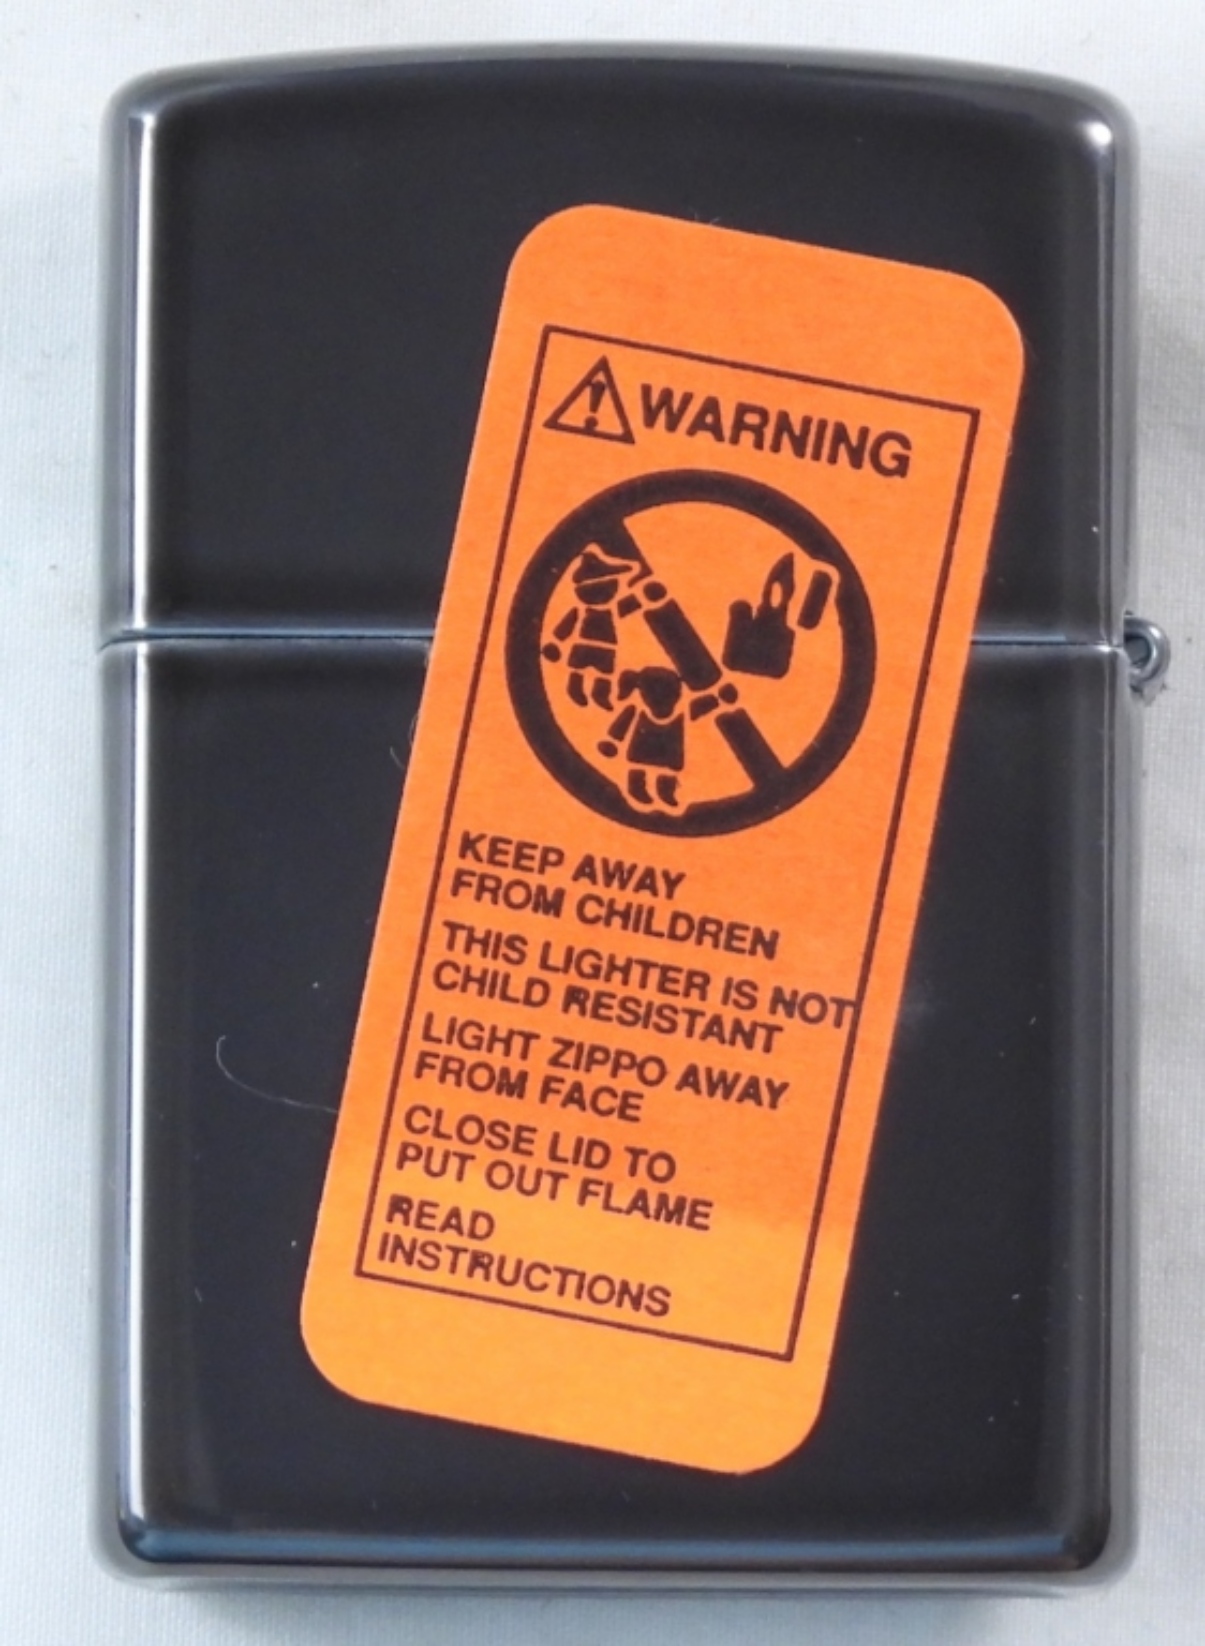 WARNING
KEEP AWAY
FROM CHILDREN
THIS LIGHTER IS NOT
CHILD RESISTANT
LIGHT ZIPPO AWAY
FROM FACE
CLOSE LID TO
PUT OUT FLAME
READ
INSTRUCTIONS